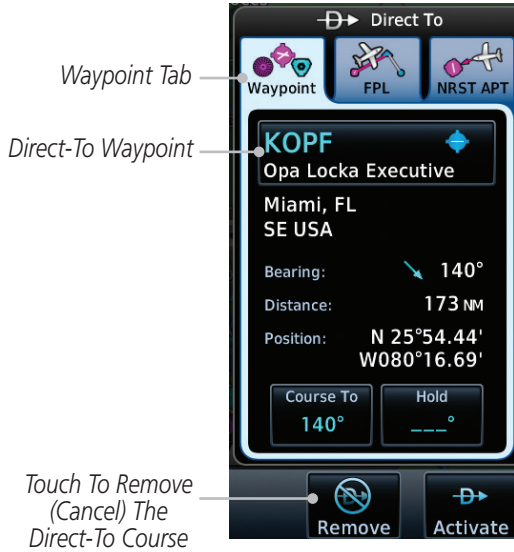 Direct To
Waypoint Tab
Waypoint
FPL
NRST APT
Direct-To Waypoint
KOPF
Opa Locka Executive
Miami, FL
SE USA
Bearing: 140°
Distance: 173 NM
Position: N 25°54.44'
W080°16.69'
Course To
140°
Hold
___°
Touch To Remove
(Cancel) The
Direct-To Course
Remove
Activate